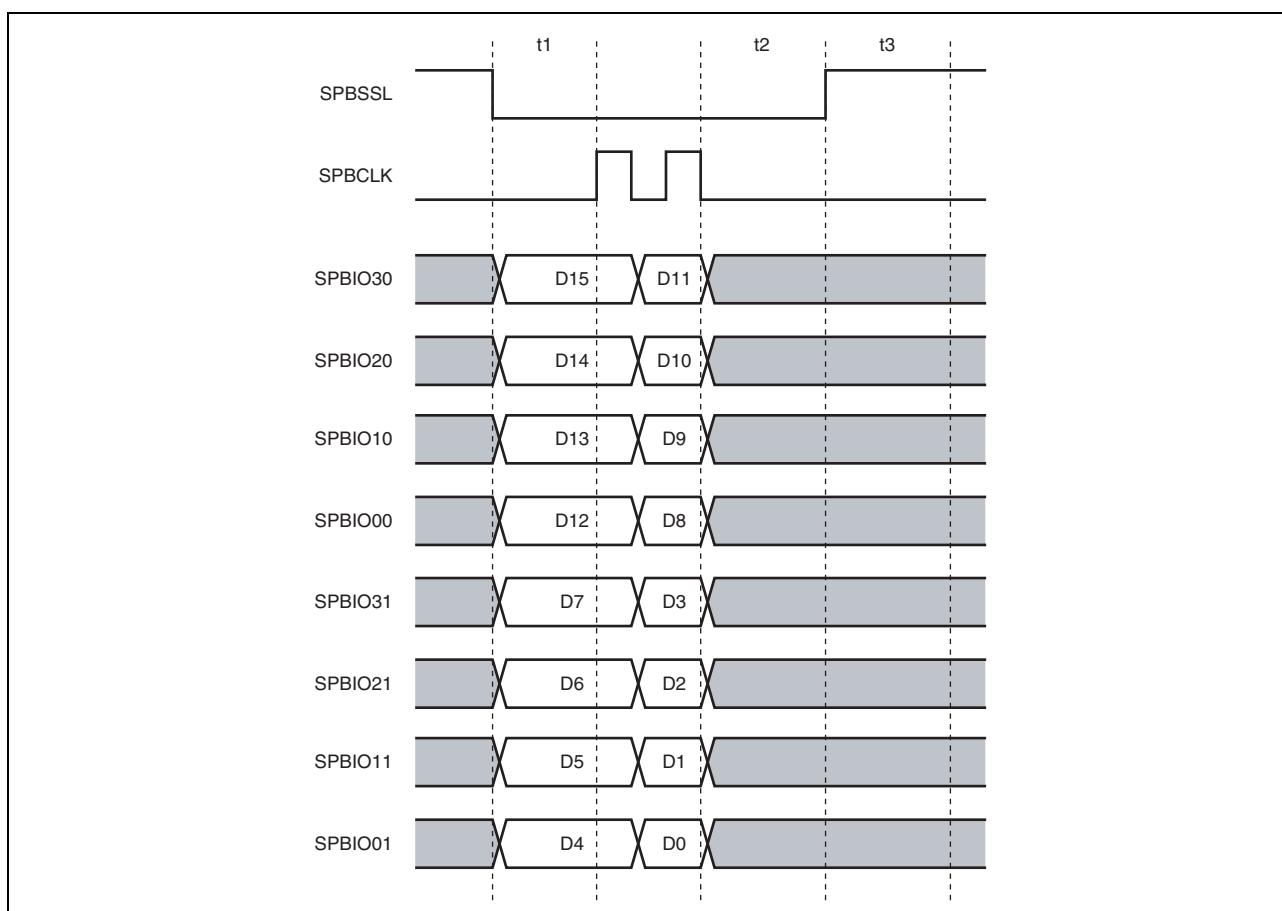 t1 t2 t3
SPBSSL
SPBCLK
SPBIO30 D15 D11
SPBIO20 D14 D10
SPBIO10 D13 D9
SPBIO00 D12 D8
SPBIO31 D7 D3
SPBIO21 D6 D2
SPBIO11 D5 D1
SPBIO01 D4 D0